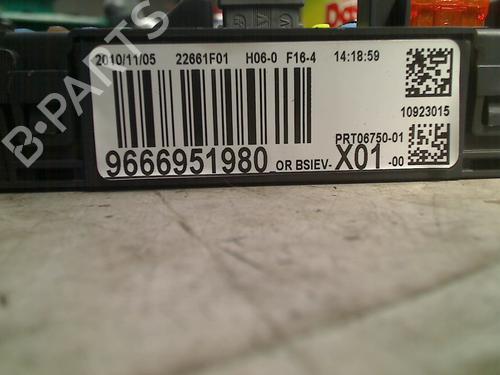 2010/11/05 22661F01 H06-0 F16-4 14:18:59
10923015
PRT06750-01
9666951980 OR BSIEV- X01 -00
B-PARTS